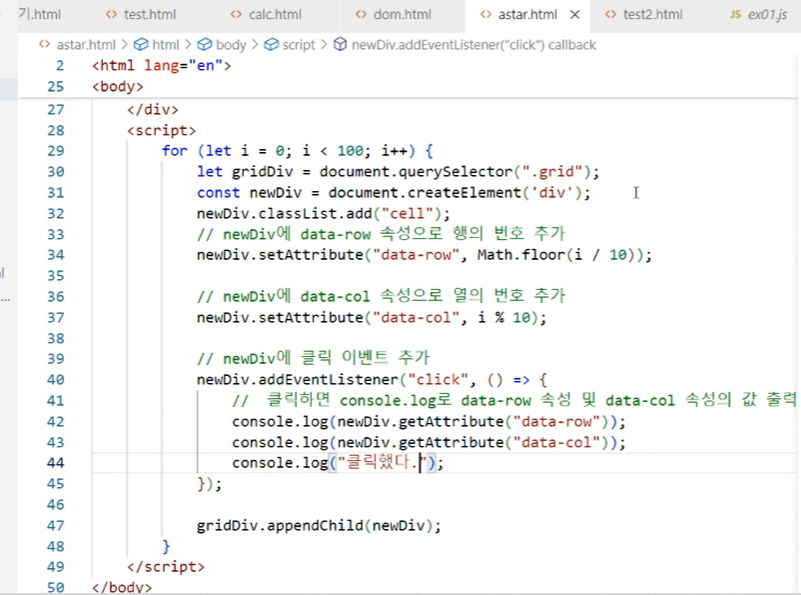 기.html test.html calc.html dom.html astar.html × test2.html JS ex01.js
astar.html > html > body > script > newDiv.addEventListener("click") callback
2 <html lang="en">
25 <body>
27 </div>
28 <script>
29 for (let i = 0; i < 100; i++) {
30 let gridDiv = document.querySelector(".grid");
31 const newDiv = document.createElement('div');
32 newDiv.classList.add("cell");
33 // newDiv에 data-row 속성으로 행의 번호 추가
34 newDiv.setAttribute("data-row", Math.floor(i / 10));
35
36 // newDiv에 data-col 속성으로 열의 번호 추가
37 newDiv.setAttribute("data-col", i % 10);
38
39 // newDiv에 클릭 이벤트 추가
40 newDiv.addEventListener("click", () => {
41 // 클릭하면 console.log로 data-row 속성 및 data-col 속성의 값 출력
42 console.log(newDiv.getAttribute("data-row"));
43 console.log(newDiv.getAttribute("data-col"));
44 console.log("클릭했다.");
45 });
46
47 gridDiv.appendChild(newDiv);
48 }
49 </script>
50 </body>